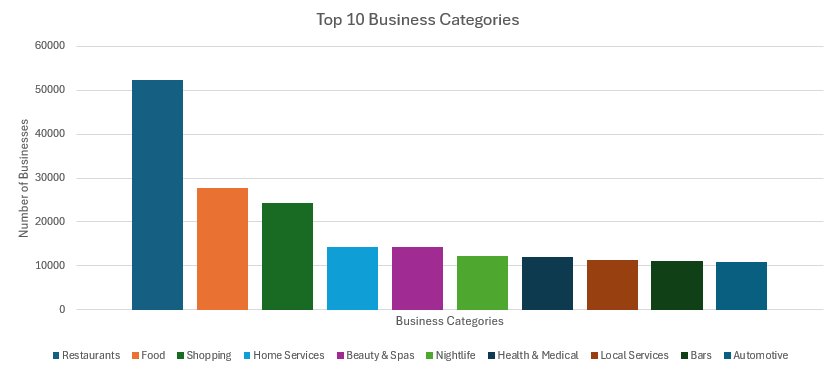 Top 10 Business Categories
60000
50000
40000
30000
20000
10000
0
Number of Businesses
Business Categories
Restaurants Food Shopping Home Services Beauty & Spas Nightlife Health & Medical Local Services Bars Automotive